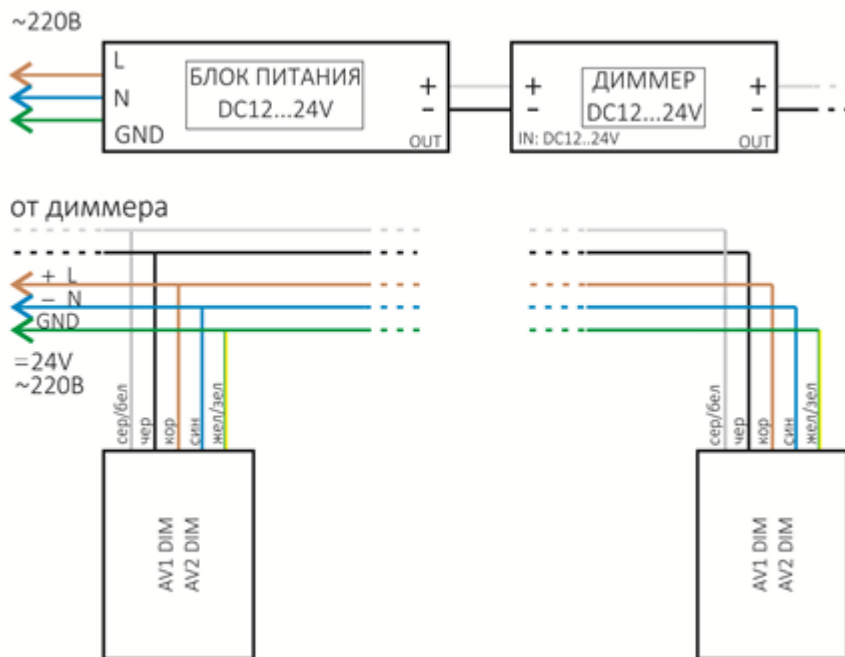 ~220В
L
N
GND
БЛОК ПИТАНИЯ
DC12...24V
+
−
OUT
+
−
IN: DC12..24V
ДИММЕР
DC12...24V
+
−
OUT
от диммера
+ L
− N
GND
=24V
~220В
сер/бел
чер
кор
син
жел/зел
AV1 DIM
AV2 DIM
сер/бел
чер
кор
син
жел/зел
AV1 DIM
AV2 DIM